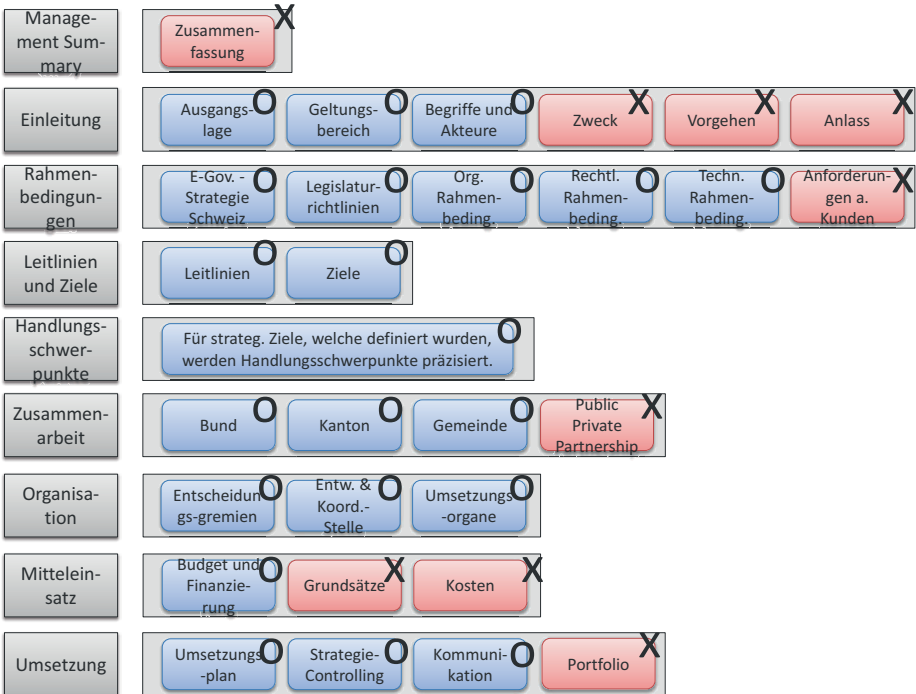 Manage-
ment Sum-
mary
Zusammen-
fassung
X
Einleitung
Ausgangs-
lage
O
Geltungs-
bereich
O
Begriffe und
Akteure
O
Zweck
X
Vorgehen
X
Anlass
X
Rahmen-
bedingun-
gen
E-Gov. -
Strategie
Schweiz
O
Legislatur-
richtlinien
O
Org.
Rahmen-
beding.
O
Rechtl.
Rahmen-
beding.
O
Techn.
Rahmen-
beding.
O
Anforderun-
gen a.
Kunden
X
Leitlinien
und Ziele
Leitlinien
O
Ziele
O
Handlungs-
schwer-
punkte
Für strateg. Ziele, welche definiert wurden,
werden Handlungsschwerpunkte präzisiert.
O
Zusammen-
arbeit
Bund
O
Kanton
O
Gemeinde
O
Public
Private
Partnership
X
Organisa-
tion
Entscheidun
gs-gremien
O
Entw. &
Koord.-
Stelle
O
Umsetzungs
-organe
O
Mittelein-
satz
Budget und
Finanzie-
rung
O
Grundsätze
X
Kosten
X
Umsetzung
Umsetzungs
-plan
O
Strategie-
Controlling
O
Kommuni-
kation
O
Portfolio
X